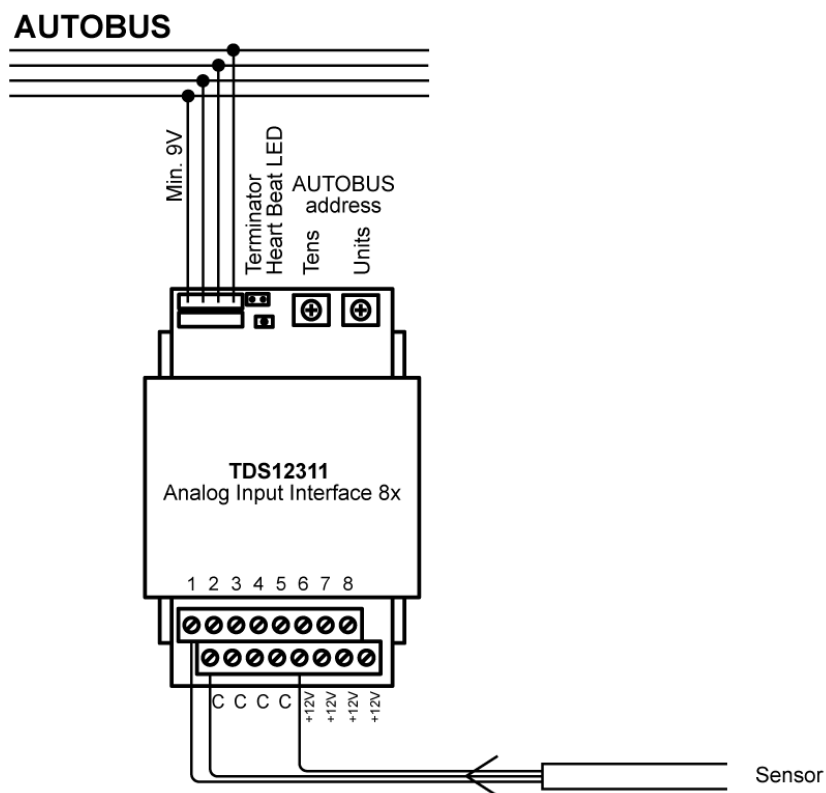 AUTOBUS
Min. 9V
Terminator
Heart Beat LED
AUTOBUS
address
Tens
Units
TDS12311
Analog Input Interface 8x
1 2 3 4 5 6 7 8
C C C C +12V +12V +12V +12V
Sensor